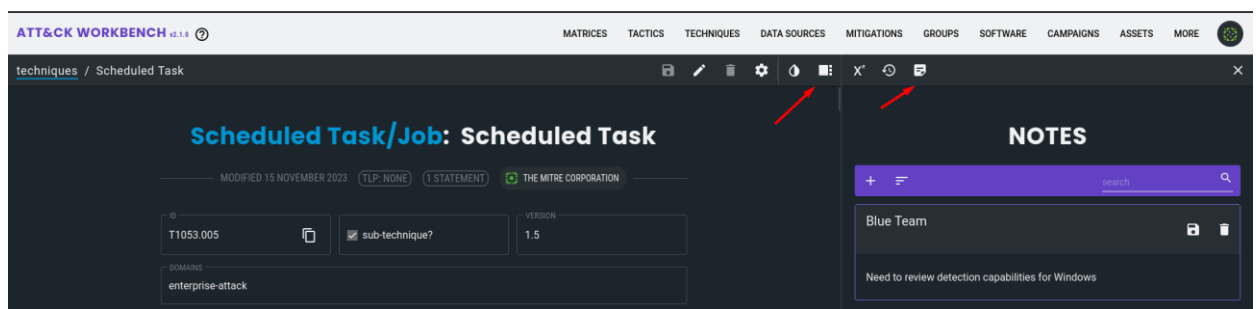 ATT&CK WORKBENCH v2.1.0
MATRICES TACTICS TECHNIQUES DATA SOURCES MITIGATIONS GROUPS SOFTWARE CAMPAIGNS ASSETS MORE
techniques / Scheduled Task
Scheduled Task/Job: Scheduled Task
MODIFIED 15 NOVEMBER 2023 TLP: NONE 1 STATEMENT THE MITRE CORPORATION
ID
T1053.005
sub-technique?
VERSION
1.5
DOMAINS
enterprise-attack
NOTES
search
Blue Team
Need to review detection capabilities for Windows